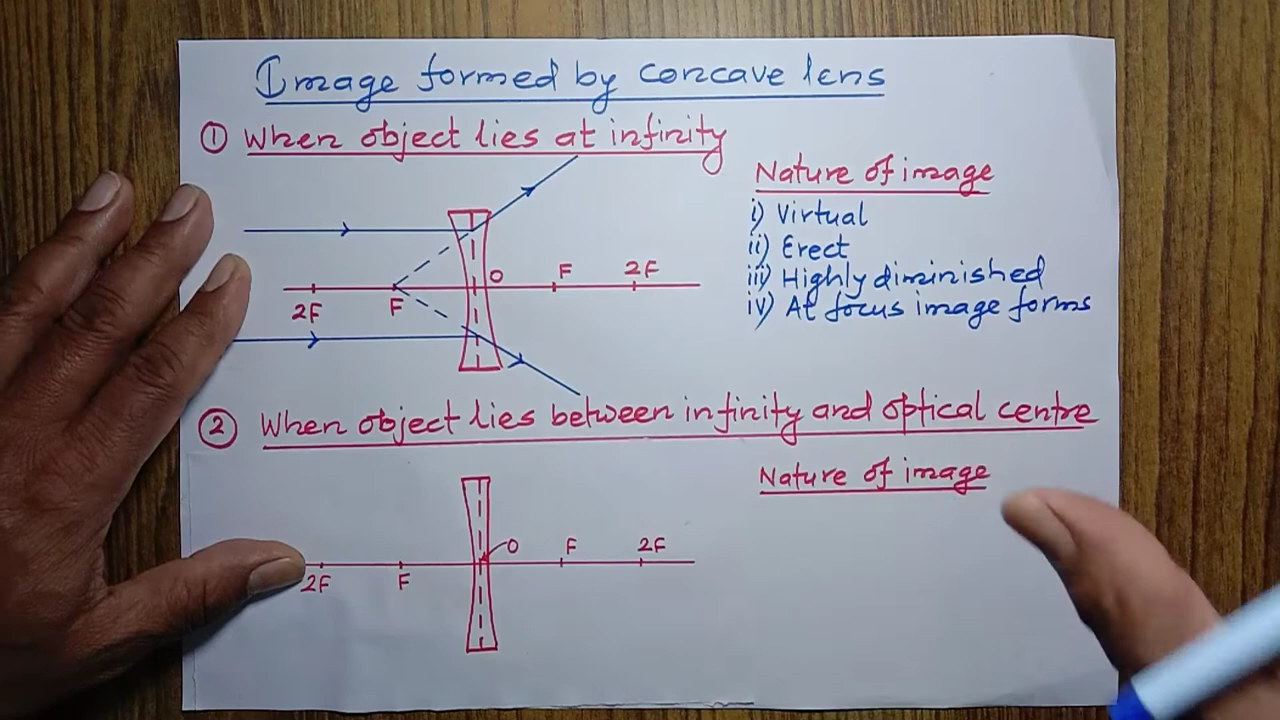 Image formed by concave lens
① When object lies at infinity
Nature of image
i) Virtual
ii) Erect
iii) Highly diminished
iv) At focus image forms
O F 2F
2F F
② When object lies between infinity and optical centre
Nature of image
O F 2F
2F F